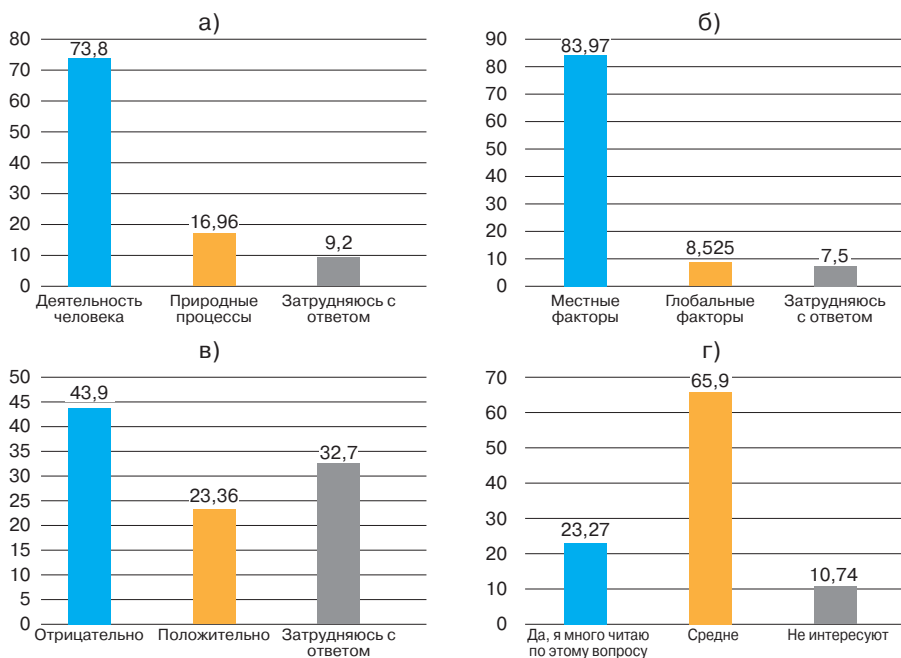 а)
80
70
60
50
40
30
20
10
0
73,8
16,96
9,2
Деятельность
человека
Природные
процессы
Затрудняюсь с
ответом
б)
90
80
70
60
50
40
30
20
10
0
83,97
8,525
7,5
Местные
факторы
Глобальные
факторы
Затрудняюсь
с ответом
в)
50
45
40
35
30
25
20
15
10
5
0
43,9
23,36
32,7
Отрицательно
Положительно
Затрудняюсь с
ответом
г)
70
60
50
40
30
20
10
0
23,27
65,9
10,74
Да, я много читаю
по этому вопросу
Средне
Не интересуют